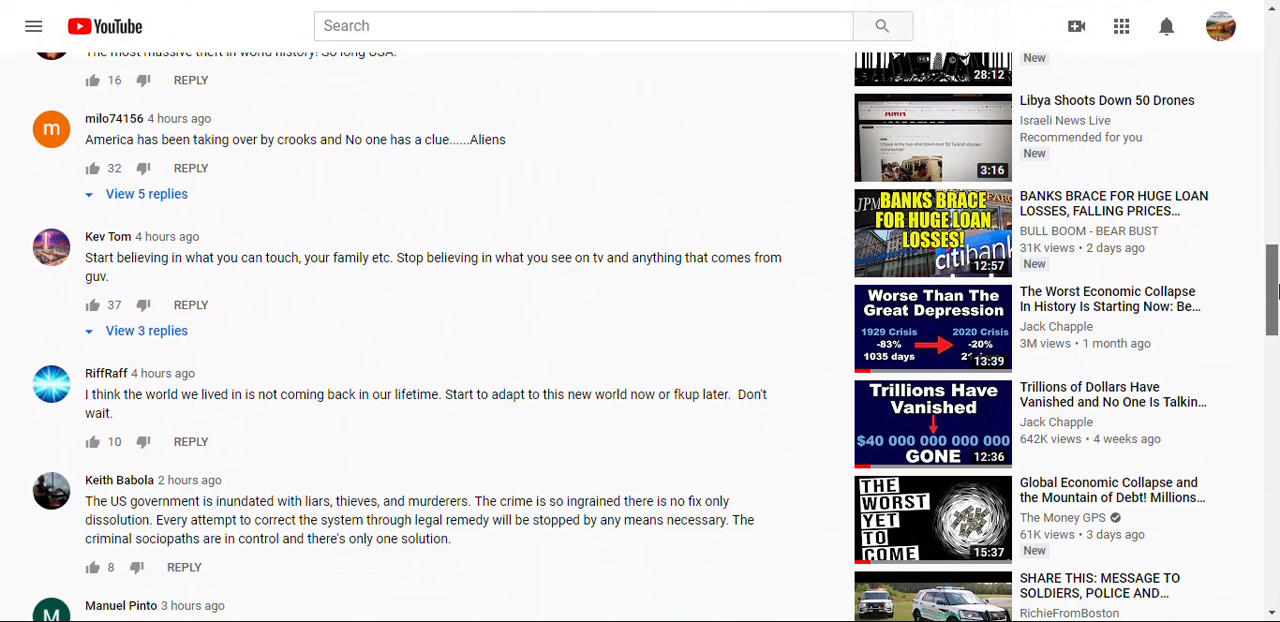 YouTube
Search
The most massive theft in world history! So long USA.
16 REPLY
m
milo74156 4 hours ago
America has been taking over by crooks and No one has a clue......Aliens
32 REPLY
View 5 replies
Kev Tom 4 hours ago
Start believing in what you can touch, your family etc. Stop believing in what you see on tv and anything that comes from
guv.
37 REPLY
View 3 replies
RiffRaff 4 hours ago
I think the world we lived in is not coming back in our lifetime. Start to adapt to this new world now or fkup later. Don't
wait.
10 REPLY
Keith Babola 2 hours ago
The US government is inundated with liars, thieves, and murderers. The crime is so ingrained there is no fix only
dissolution. Every attempt to correct the system through legal remedy will be stopped by any means necessary. The
criminal sociopaths are in control and there's only one solution.
8 REPLY
M
Manuel Pinto 3 hours ago
28:12
New
3:16
Libya Shoots Down 50 Drones
Israeli News Live
Recommended for you
New
JPM
BANKS BRACE
FOR HUGE LOAN
LOSSES!
citibank
12:57
BANKS BRACE FOR HUGE LOAN
LOSSES, FALLING PRICES...
BULL BOOM - BEAR BUST
31K views • 2 days ago
New
Worse Than The
Great Depression
1929 Crisis 2020 Crisis
-83% -20%
1035 days
13:39
The Worst Economic Collapse
In History Is Starting Now: Be...
Jack Chapple
3M views • 1 month ago
Trillions Have
Vanished
$40 000 000 000 000
GONE
12:36
Trillions of Dollars Have
Vanished and No One Is Talkin...
Jack Chapple
642K views • 4 weeks ago
THE
WORST
YET
TO
COME
15:37
Global Economic Collapse and
the Mountain of Debt! Millions...
The Money GPS
61K views • 3 days ago
New
SHARE THIS: MESSAGE TO
SOLDIERS, POLICE AND...
RichieFromBoston